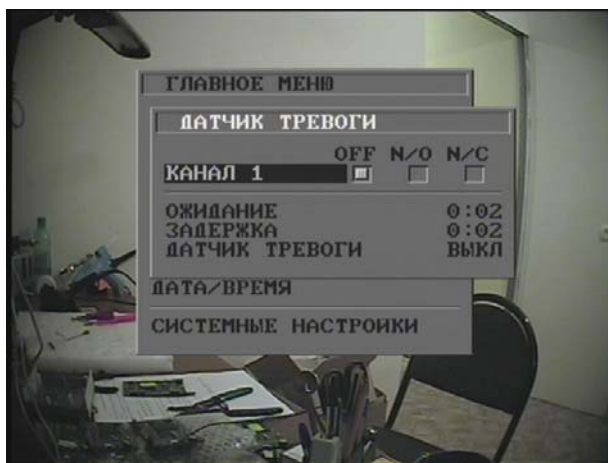 ГЛАВНОЕ МЕНЮ
ДАТЧИК ТРЕВОГИ
OFF N/O N/C
КАНАЛ 1
ОЖИДАНИЕ 0:02
ЗАДЕРЖКА 0:02
ДАТЧИК ТРЕВОГИ ВЫКЛ
ДАТА/ВРЕМЯ
СИСТЕМНЫЕ НАСТРОЙКИ